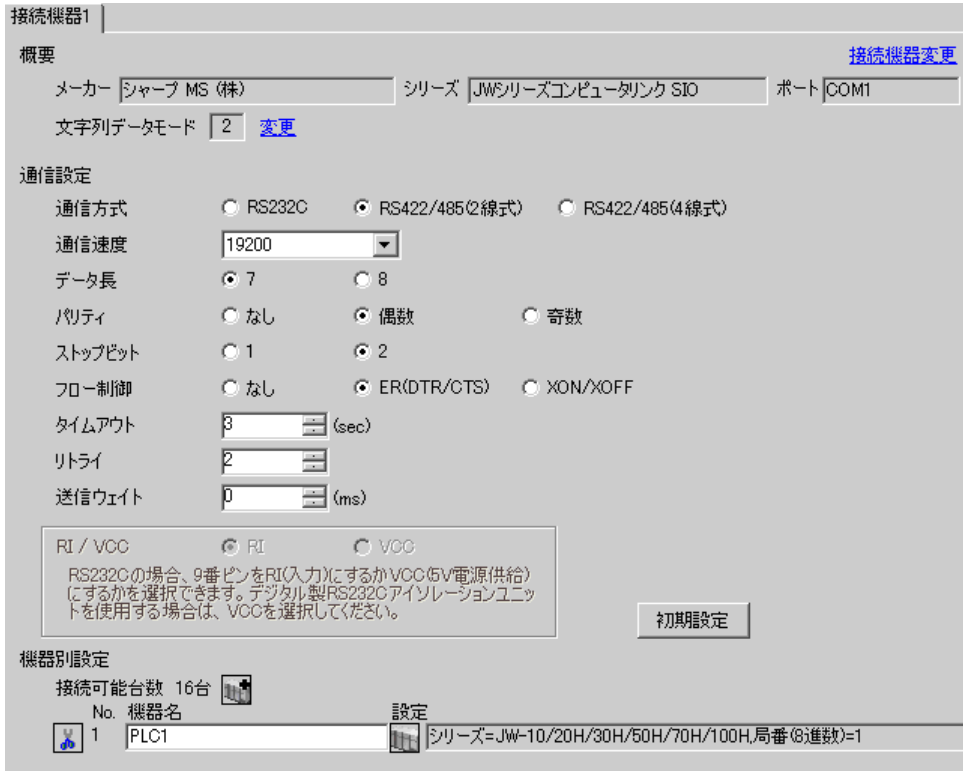 接続機器1
概要 接続機器変更
メーカー シャープ MS (株) シリーズ JWシリーズコンピュータリンク SIO ポート COM1
文字列データモード 2 変更
通信設定
通信方式 RS232C RS422/485(2線式) RS422/485(4線式)
通信速度 19200
データ長 7 8
パリティ なし 偶数 奇数
ストップビット 1 2
フロー制御 なし ER(DTR/CTS) XON/XOFF
タイムアウト 3 (sec)
リトライ 2
送信ウェイト 0 (ms)
RI / VCC RI VCC
RS232Cの場合、9番ピンをRI(入力)にするかVCC(5V電源供給)
にするかを選択できます。デジタル製RS232Cアイソレーションユニッ
トを使用する場合は、VCCを選択してください。
初期設定
機器別設定
接続可能台数 16台
No. 機器名 設定
1 PLC1 シリーズ=JW-10/20H/30H/50H/70H/100H,局番(8進数)=1